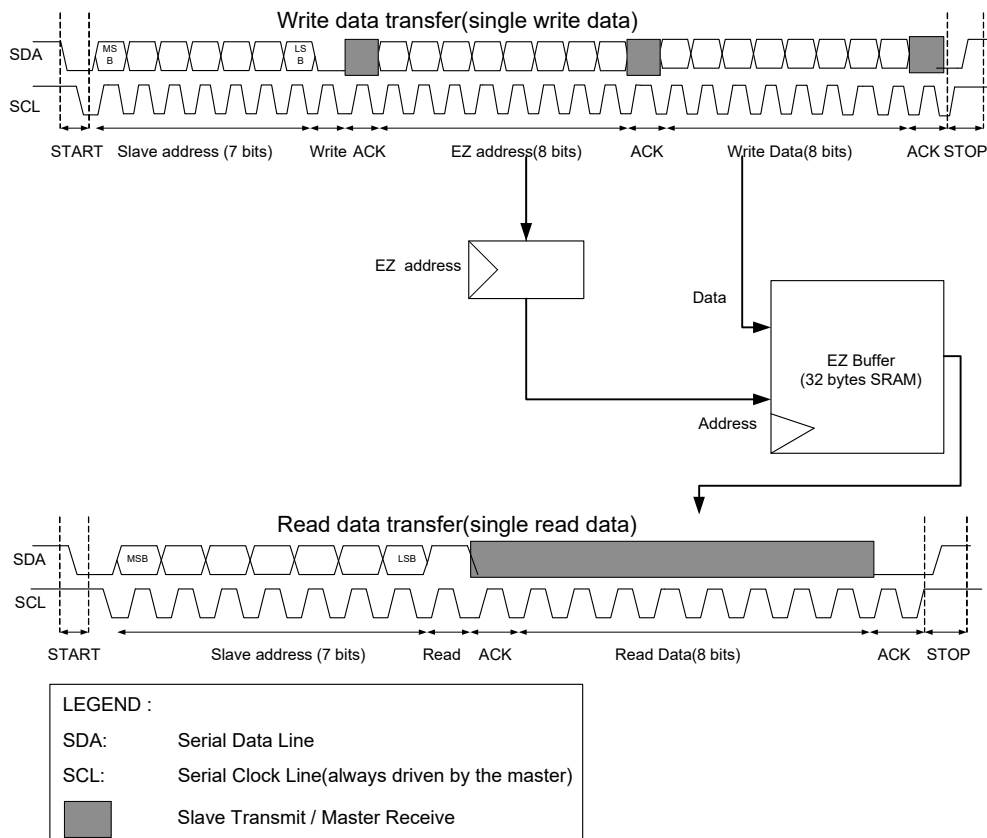 Write data transfer(single write data)
SDA
MS
B
LS
B
SCL
START Slave address (7 bits) Write ACK EZ address(8 bits) ACK Write Data(8 bits) ACK STOP
EZ address
Data
EZ Buffer
(32 bytes SRAM)
Address
Read data transfer(single read data)
SDA
MSB
LSB
SCL
START Slave address (7 bits) Read ACK Read Data(8 bits) ACK STOP
LEGEND :
SDA: Serial Data Line
SCL: Serial Clock Line(always driven by the master)
Slave Transmit / Master Receive